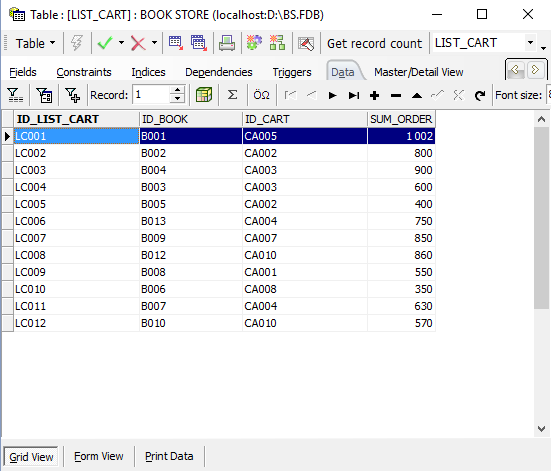 Table : [LIST_CART] : BOOK STORE (localhost:D:\BS.FDB)
Table Get record count LIST_CART
Fields Constraints Indices Dependencies Triggers Data Master/Detail View
Record: 1 Σ ÖΩ Font size: 8
ID_LIST_CART ID_BOOK ID_CART SUM_ORDER
LC001 B001 CA005 1 002
LC002 B002 CA002 800
LC003 B004 CA003 900
LC004 B003 CA003 600
LC005 B005 CA002 400
LC006 B013 CA004 750
LC007 B009 CA007 850
LC008 B012 CA010 860
LC009 B008 CA001 550
LC010 B006 CA008 350
LC011 B007 CA004 630
LC012 B010 CA010 570
Grid View Form View Print Data